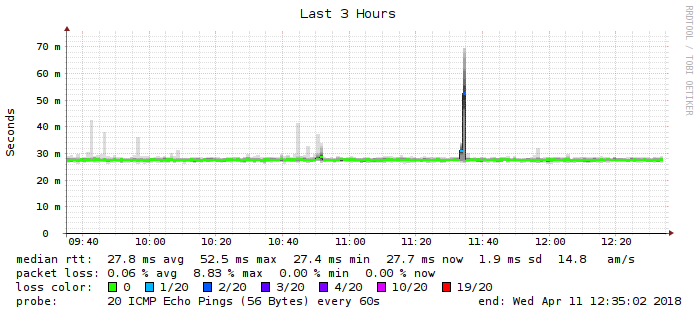 Last 3 Hours
RRDTOOL / TOBI OETIKER
Seconds
70 m
60 m
50 m
40 m
30 m
20 m
10 m
0
09:40 10:00 10:20 10:40 11:00 11:20 11:40 12:00 12:20
median rtt: 27.8 ms avg 52.5 ms max 27.4 ms min 27.7 ms now 1.9 ms sd 14.8 am/s
packet loss: 0.06 % avg 8.83 % max 0.00 % min 0.00 % now
loss color: 0 1/20 2/20 3/20 4/20 10/20 19/20
probe: 20 ICMP Echo Pings (56 Bytes) every 60s end: Wed Apr 11 12:35:02 2018